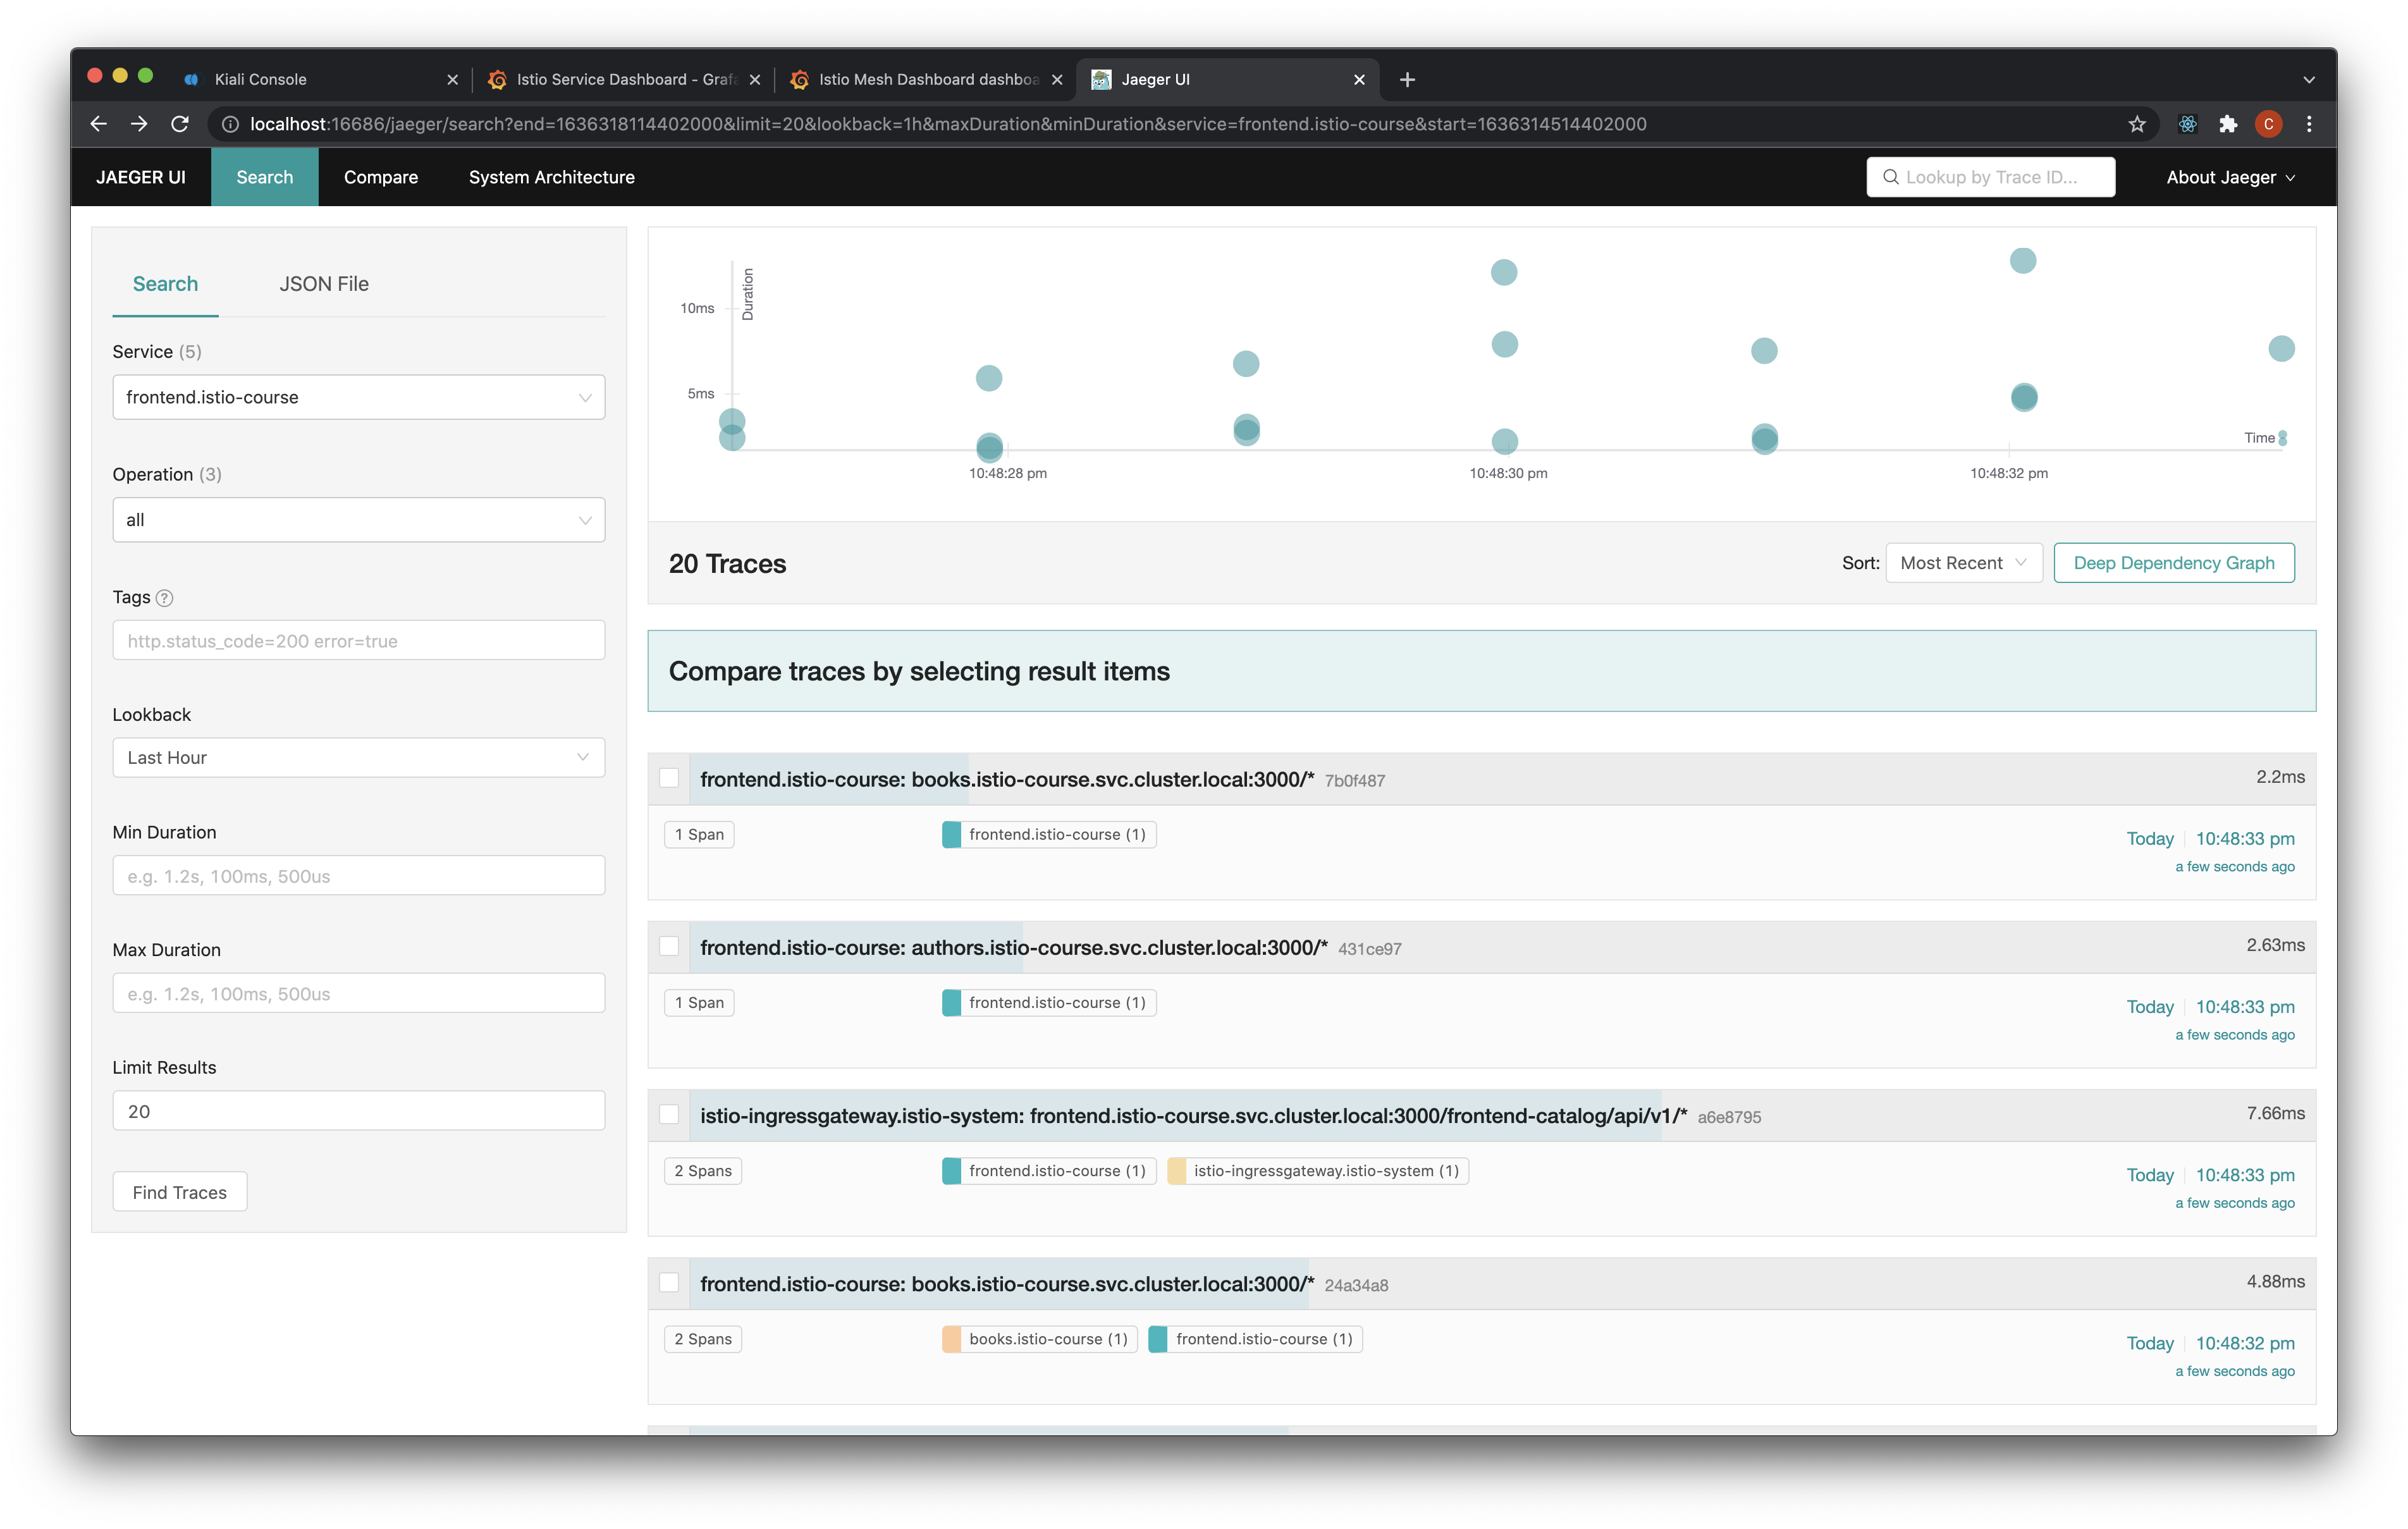 Kiali Console
Istio Service Dashboard - Grafa
Istio Mesh Dashboard dashboa
Jaeger UI
localhost:16686/jaeger/search?end=1636318114402000&limit=20&lookback=1h&maxDuration&minDuration&service=frontend.istio-course&start=1636314514402000
C
JAEGER UI
Search
Compare
System Architecture
Lookup by Trace ID...
About Jaeger
Search
JSON File
Service (5)
frontend.istio-course
Operation (3)
all
Tags ?
http.status_code=200 error=true
Lookback
Last Hour
Min Duration
e.g. 1.2s, 100ms, 500us
Max Duration
e.g. 1.2s, 100ms, 500us
Limit Results
20
Find Traces
Duration
10ms
5ms
Time
10:48:28 pm
10:48:30 pm
10:48:32 pm
20 Traces
Sort: Most Recent
Deep Dependency Graph
Compare traces by selecting result items
frontend.istio-course: books.istio-course.svc.cluster.local:3000/* 7b0f487
2.2ms
1 Span
frontend.istio-course (1)
Today 10:48:33 pm
a few seconds ago
frontend.istio-course: authors.istio-course.svc.cluster.local:3000/* 431ce97
2.63ms
1 Span
frontend.istio-course (1)
Today 10:48:33 pm
a few seconds ago
istio-ingressgateway.istio-system: frontend.istio-course.svc.cluster.local:3000/frontend-catalog/api/v1/* a6e8795
7.66ms
2 Spans
frontend.istio-course (1)
istio-ingressgateway.istio-system (1)
Today 10:48:33 pm
a few seconds ago
frontend.istio-course: books.istio-course.svc.cluster.local:3000/* 24a34a8
4.88ms
2 Spans
books.istio-course (1)
frontend.istio-course (1)
Today 10:48:32 pm
a few seconds ago